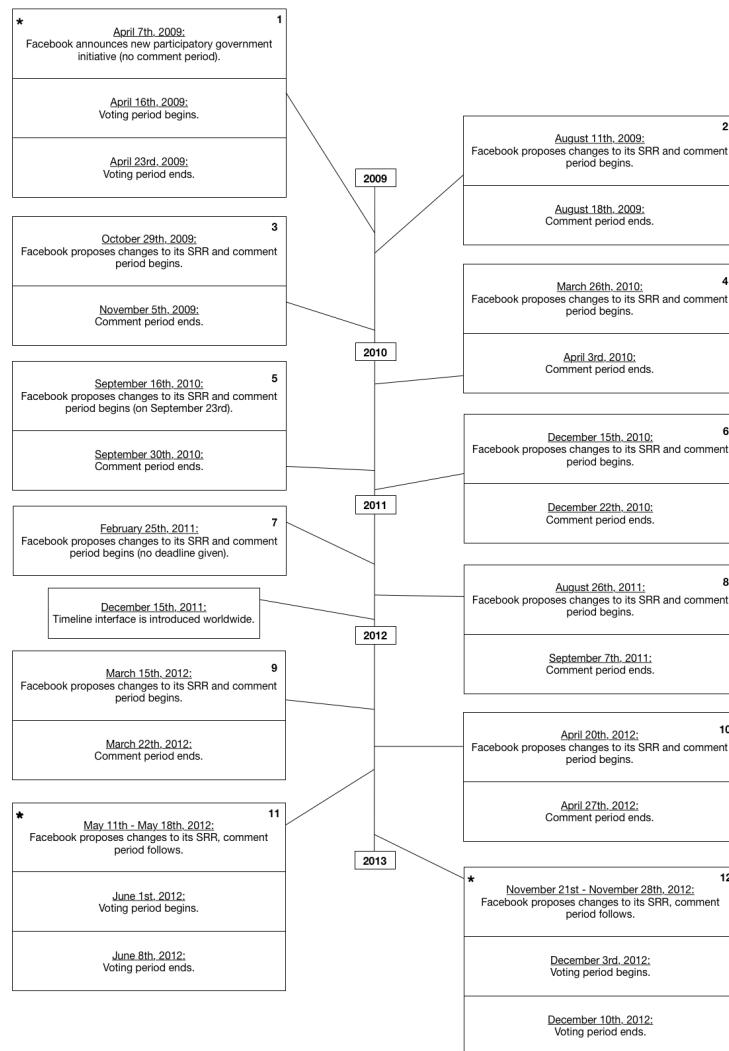 *
1
April 7th, 2009:
Facebook announces new participatory government
initiative (no comment period).
April 16th, 2009:
Voting period begins.
April 23rd, 2009:
Voting period ends.
2
August 11th, 2009:
Facebook proposes changes to its SRR and comment
period begins.
August 18th, 2009:
Comment period ends.
2009
3
October 29th, 2009:
Facebook proposes changes to its SRR and comment
period begins.
November 5th, 2009:
Comment period ends.
4
March 26th, 2010:
Facebook proposes changes to its SRR and comment
period begins.
April 3rd, 2010:
Comment period ends.
2010
5
September 16th, 2010:
Facebook proposes changes to its SRR and comment
period begins (on September 23rd).
September 30th, 2010:
Comment period ends.
6
December 15th, 2010:
Facebook proposes changes to its SRR and comment
period begins.
December 22th, 2010:
Comment period ends.
2011
7
February 25th, 2011:
Facebook proposes changes to its SRR and comment
period begins (no deadline given).
8
August 26th, 2011:
Facebook proposes changes to its SRR and comment
period begins.
September 7th, 2011:
Comment period ends.
December 15th, 2011:
Timeline interface is introduced worldwide.
2012
9
March 15th, 2012:
Facebook proposes changes to its SRR and comment
period begins.
March 22th, 2012:
Comment period ends.
10
April 20th, 2012:
Facebook proposes changes to its SRR and comment
period begins.
April 27th, 2012:
Comment period ends.
*
11
May 11th - May 18th, 2012:
Facebook proposes changes to its SRR, comment
period follows.
June 1st, 2012:
Voting period begins.
June 8th, 2012:
Voting period ends.
2013
*
12
November 21st - November 28th, 2012:
Facebook proposes changes to its SRR, comment
period follows.
December 3rd, 2012:
Voting period begins.
December 10th, 2012:
Voting period ends.